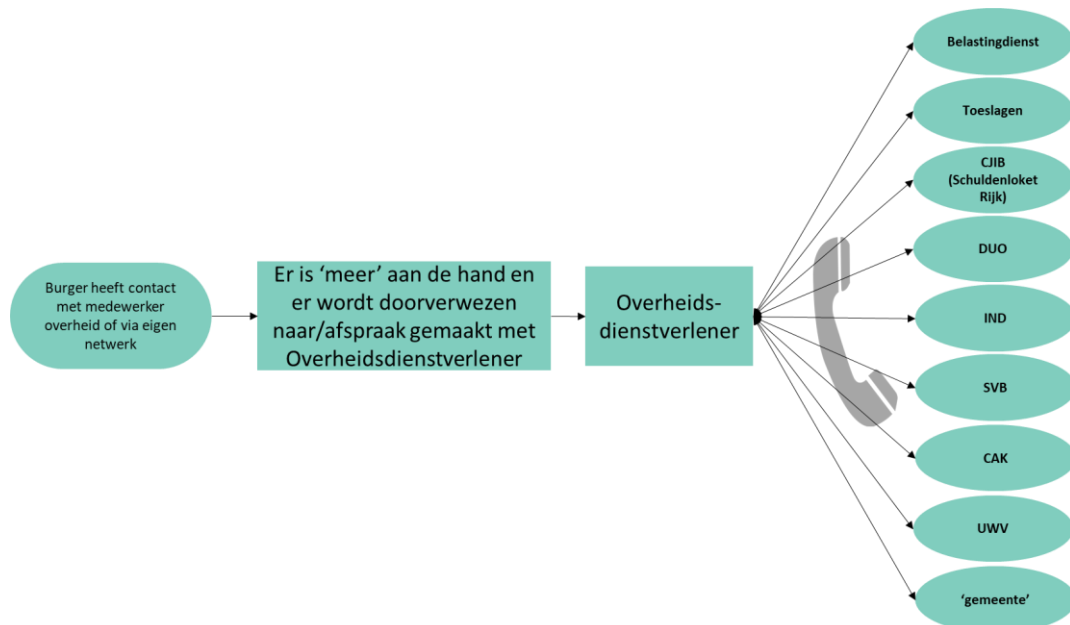 Burger heeft contact
met medewerker
overheid of via eigen
netwerk
Er is ‘meer’ aan de hand en
er wordt doorverwezen
naar/afspraak gemaakt met
Overheidsdienstverlener
Overheids-
dienstverlener
Belastingdienst
Toeslagen
CJIB
(Schuldenloket
Rijk)
DUO
IND
SVB
CAK
UWV
‘gemeente’